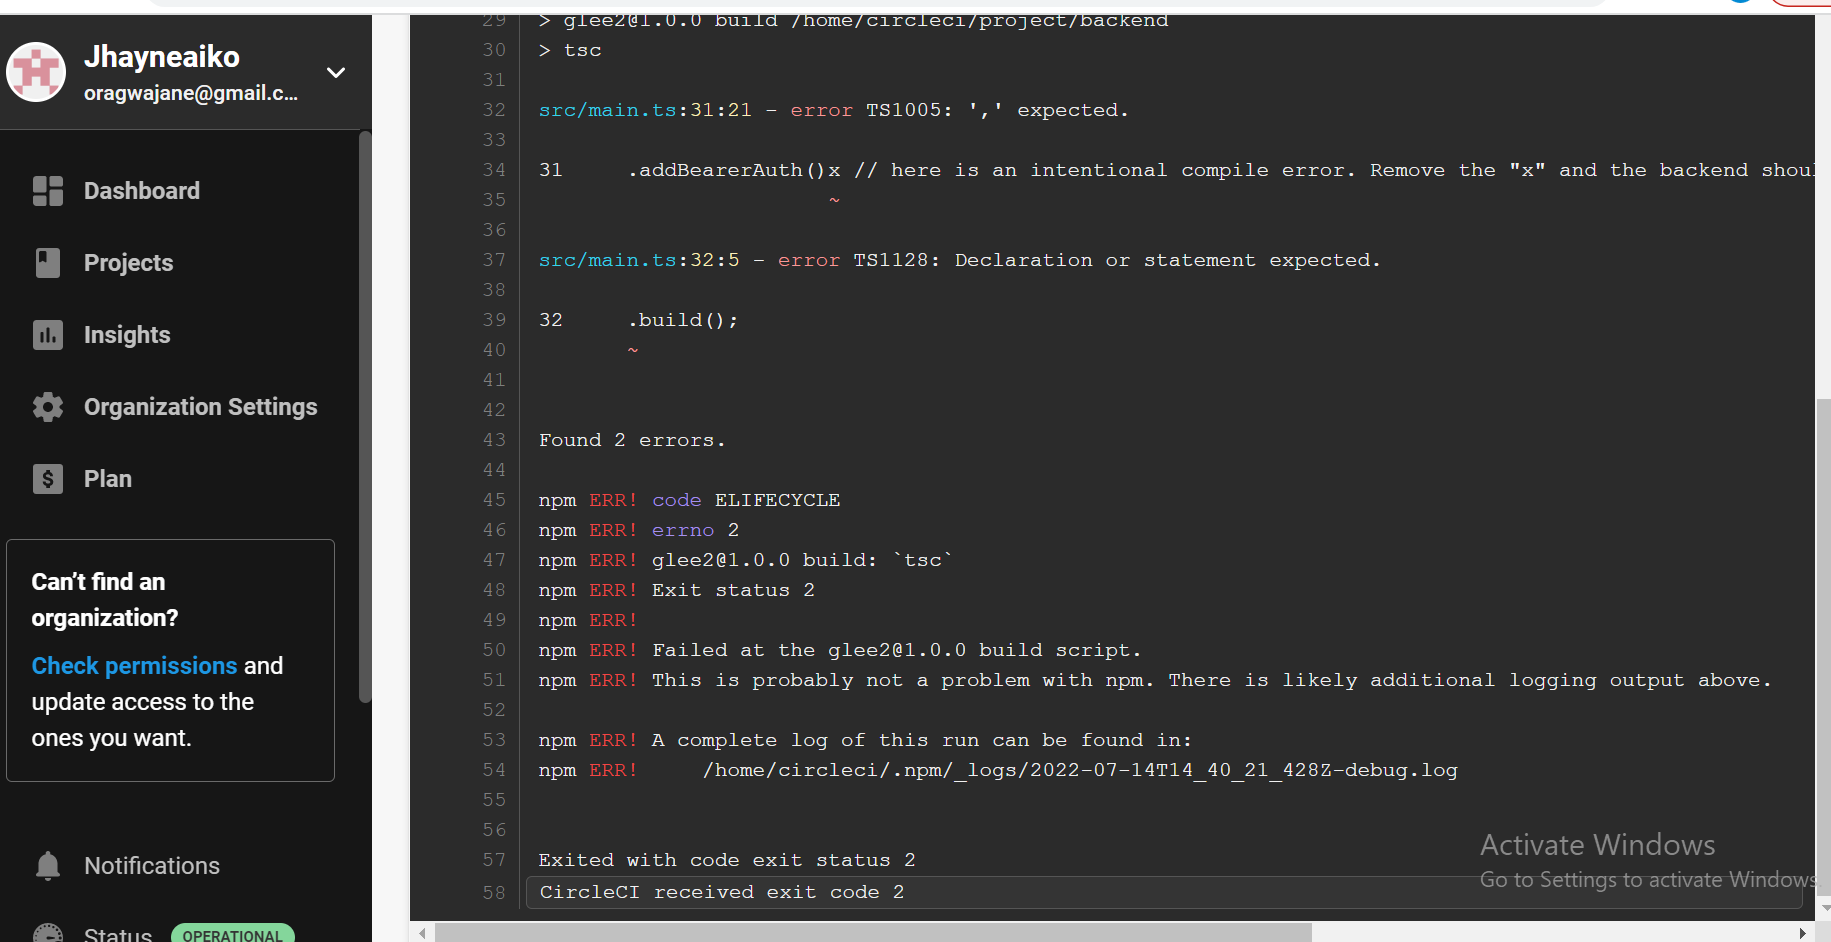 Jhayneaiko
oragwajane@gmail.c...
Dashboard
Projects
Insights
Organization Settings
Plan
Can’t find an
organization?
Check permissions and
update access to the
ones you want.
Notifications
Status OPERATIONAL
29 > glee2@1.0.0 build /home/circleci/project/backend
30 > tsc
31
32 src/main.ts:31:21 - error TS1005: ',' expected.
33
34 31 .addBearerAuth()x // here is an intentional compile error. Remove the "x" and the backend shoul
35 ~
36
37 src/main.ts:32:5 - error TS1128: Declaration or statement expected.
38
39 32 .build();
40 ~
41
42
43 Found 2 errors.
44
45 npm ERR! code ELIFECYCLE
46 npm ERR! errno 2
47 npm ERR! glee2@1.0.0 build: `tsc`
48 npm ERR! Exit status 2
49 npm ERR!
50 npm ERR! Failed at the glee2@1.0.0 build script.
51 npm ERR! This is probably not a problem with npm. There is likely additional logging output above.
52
53 npm ERR! A complete log of this run can be found in:
54 npm ERR! /home/circleci/.npm/_logs/2022-07-14T14_40_21_428Z-debug.log
55
56
57 Exited with code exit status 2
58 CircleCI received exit code 2
Activate Windows
Go to Settings to activate Windows.